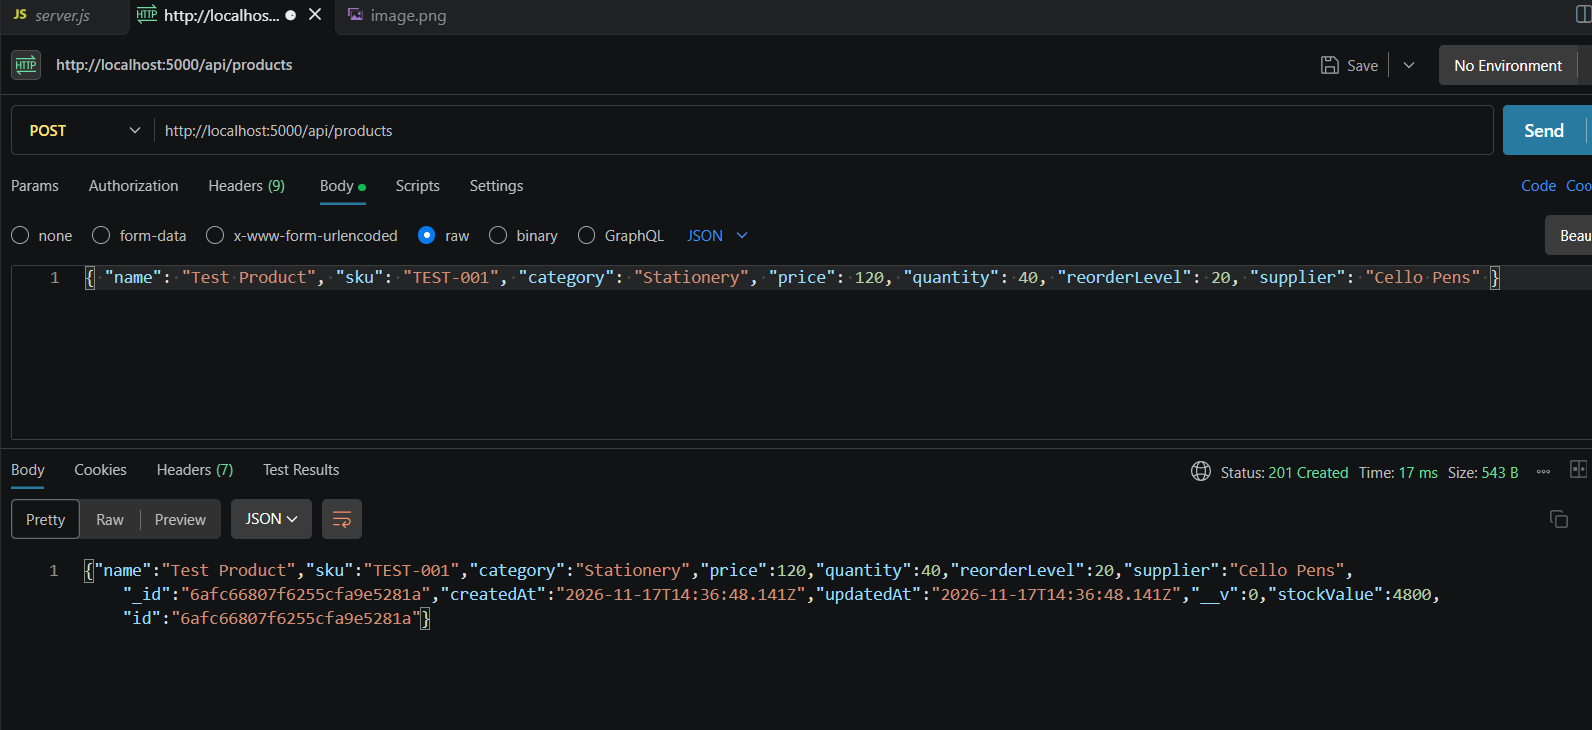 JS server.js
HTTP http://localhos...
image.png
HTTP http://localhost:5000/api/products
Save
No Environment
POST
http://localhost:5000/api/products
Send
Params
Authorization
Headers (9)
Body
Scripts
Settings
Code
Coo
none
form-data
x-www-form-urlencoded
raw
binary
GraphQL
JSON
Beau
1
{ "name": "Test Product", "sku": "TEST-001", "category": "Stationery", "price": 120, "quantity": 40, "reorderLevel": 20, "supplier": "Cello Pens" }
Body
Cookies
Headers (7)
Test Results
Status: 201 Created
Time: 17 ms
Size: 543 B
Pretty
Raw
Preview
JSON
1
{"name":"Test Product","sku":"TEST-001","category":"Stationery","price":120,"quantity":40,"reorderLevel":20,"supplier":"Cello Pens",
"_id":"6afc66807f6255cfa9e5281a","createdAt":"2026-11-17T14:36:48.141Z","updatedAt":"2026-11-17T14:36:48.141Z","__v":0,"stockValue":4800,
"id":"6afc66807f6255cfa9e5281a"}